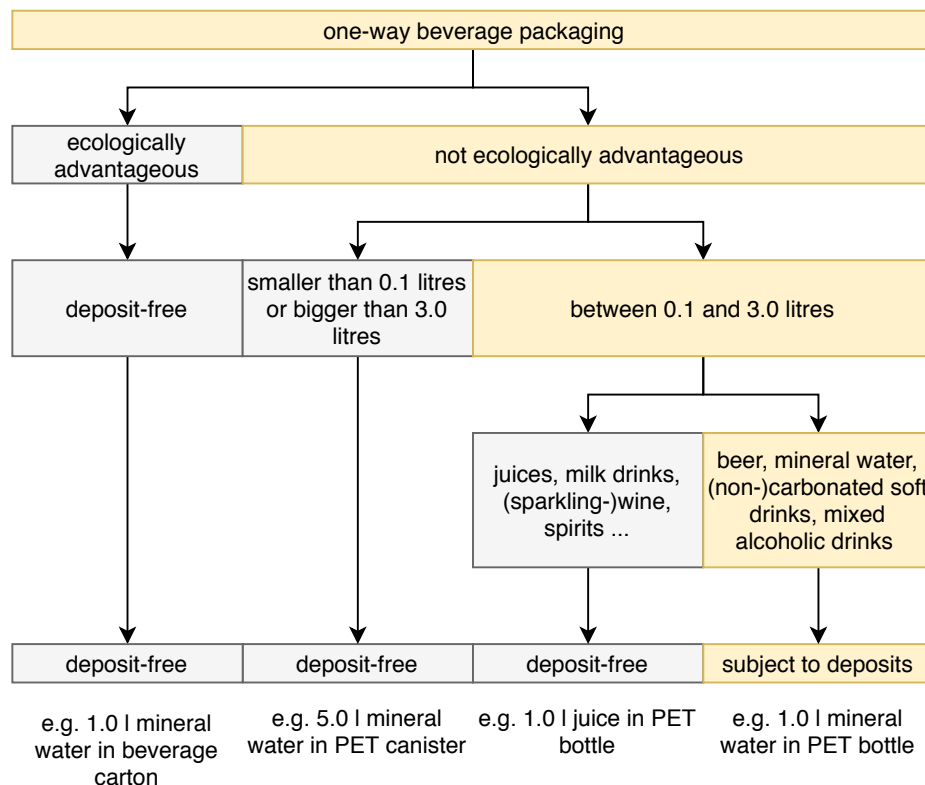 one-way beverage packaging
ecologically
advantageous
not ecologically advantageous
deposit-free
smaller than 0.1 litres
or bigger than 3.0
litres
between 0.1 and 3.0 litres
juices, milk drinks,
(sparkling-)wine,
spirits ...
beer, mineral water,
(non-)carbonated soft
drinks, mixed
alcoholic drinks
deposit-free
deposit-free
deposit-free
subject to deposits
e.g. 1.0 l mineral
water in beverage
carton
e.g. 5.0 l mineral
water in PET canister
e.g. 1.0 l juice in PET
bottle
e.g. 1.0 l mineral
water in PET bottle